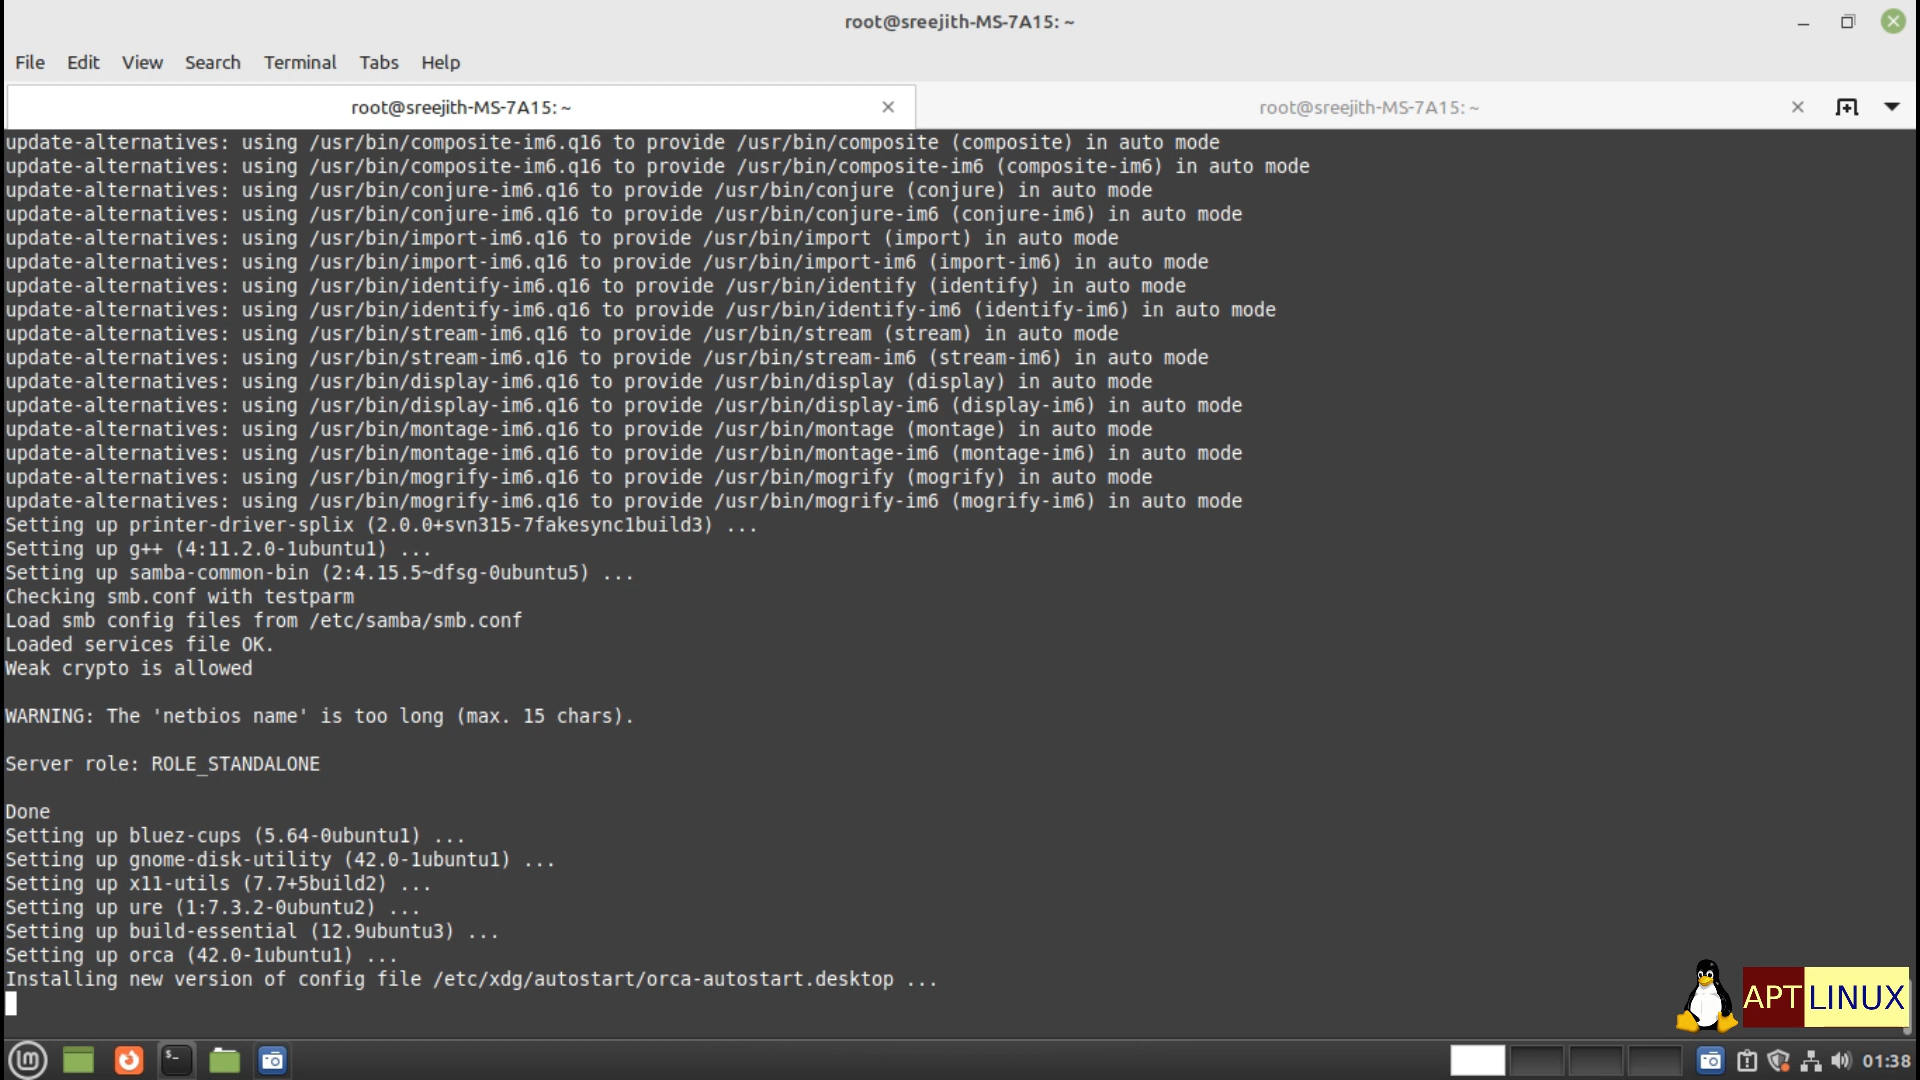 root@sreejith-MS-7A15: ~
File Edit View Search Terminal Tabs Help
root@sreejith-MS-7A15: ~ root@sreejith-MS-7A15: ~
update-alternatives: using /usr/bin/composite-im6.q16 to provide /usr/bin/composite (composite) in auto mode
update-alternatives: using /usr/bin/composite-im6.q16 to provide /usr/bin/composite-im6 (composite-im6) in auto mode
update-alternatives: using /usr/bin/conjure-im6.q16 to provide /usr/bin/conjure (conjure) in auto mode
update-alternatives: using /usr/bin/conjure-im6.q16 to provide /usr/bin/conjure-im6 (conjure-im6) in auto mode
update-alternatives: using /usr/bin/import-im6.q16 to provide /usr/bin/import (import) in auto mode
update-alternatives: using /usr/bin/import-im6.q16 to provide /usr/bin/import-im6 (import-im6) in auto mode
update-alternatives: using /usr/bin/identify-im6.q16 to provide /usr/bin/identify (identify) in auto mode
update-alternatives: using /usr/bin/identify-im6.q16 to provide /usr/bin/identify-im6 (identify-im6) in auto mode
update-alternatives: using /usr/bin/stream-im6.q16 to provide /usr/bin/stream (stream) in auto mode
update-alternatives: using /usr/bin/stream-im6.q16 to provide /usr/bin/stream-im6 (stream-im6) in auto mode
update-alternatives: using /usr/bin/display-im6.q16 to provide /usr/bin/display (display) in auto mode
update-alternatives: using /usr/bin/display-im6.q16 to provide /usr/bin/display-im6 (display-im6) in auto mode
update-alternatives: using /usr/bin/montage-im6.q16 to provide /usr/bin/montage (montage) in auto mode
update-alternatives: using /usr/bin/montage-im6.q16 to provide /usr/bin/montage-im6 (montage-im6) in auto mode
update-alternatives: using /usr/bin/mogrify-im6.q16 to provide /usr/bin/mogrify (mogrify) in auto mode
update-alternatives: using /usr/bin/mogrify-im6.q16 to provide /usr/bin/mogrify-im6 (mogrify-im6) in auto mode
Setting up printer-driver-splix (2.0.0+svn315-7fakesync1build3) ...
Setting up g++ (4:11.2.0-1ubuntu1) ...
Setting up samba-common-bin (2:4.15.5~dfsg-0ubuntu5) ...
Checking smb.conf with testparm
Load smb config files from /etc/samba/smb.conf
Loaded services file OK.
Weak crypto is allowed
WARNING: The 'netbios name' is too long (max. 15 chars).
Server role: ROLE_STANDALONE
Done
Setting up bluez-cups (5.64-0ubuntu1) ...
Setting up gnome-disk-utility (42.0-1ubuntu1) ...
Setting up x11-utils (7.7+5build2) ...
Setting up ure (1:7.3.2-0ubuntu2) ...
Setting up build-essential (12.9ubuntu3) ...
Setting up orca (42.0-1ubuntu1) ...
Installing new version of config file /etc/xdg/autostart/orca-autostart.desktop ...
APT LINUX
01:38